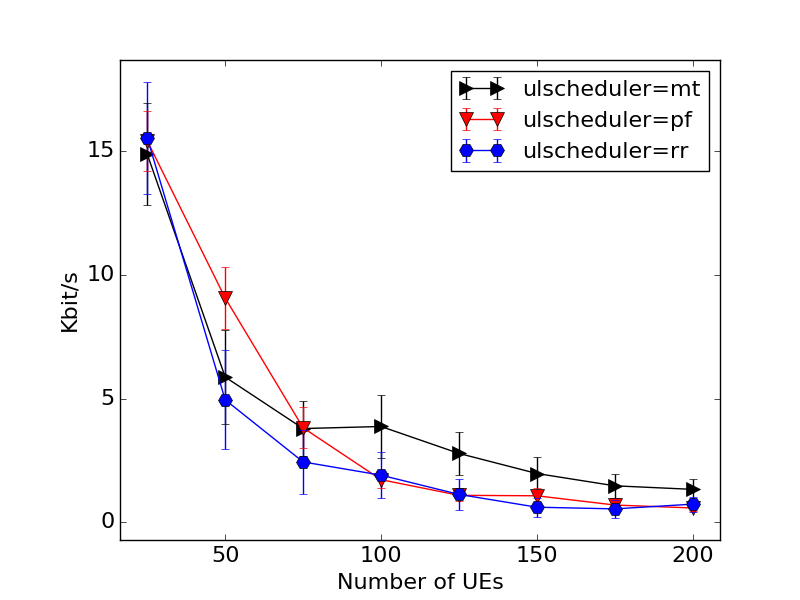 ulscheduler=mt
ulscheduler=pf
ulscheduler=rr
15
10
5
0
Kbit/s
50 100 150 200
Number of UEs